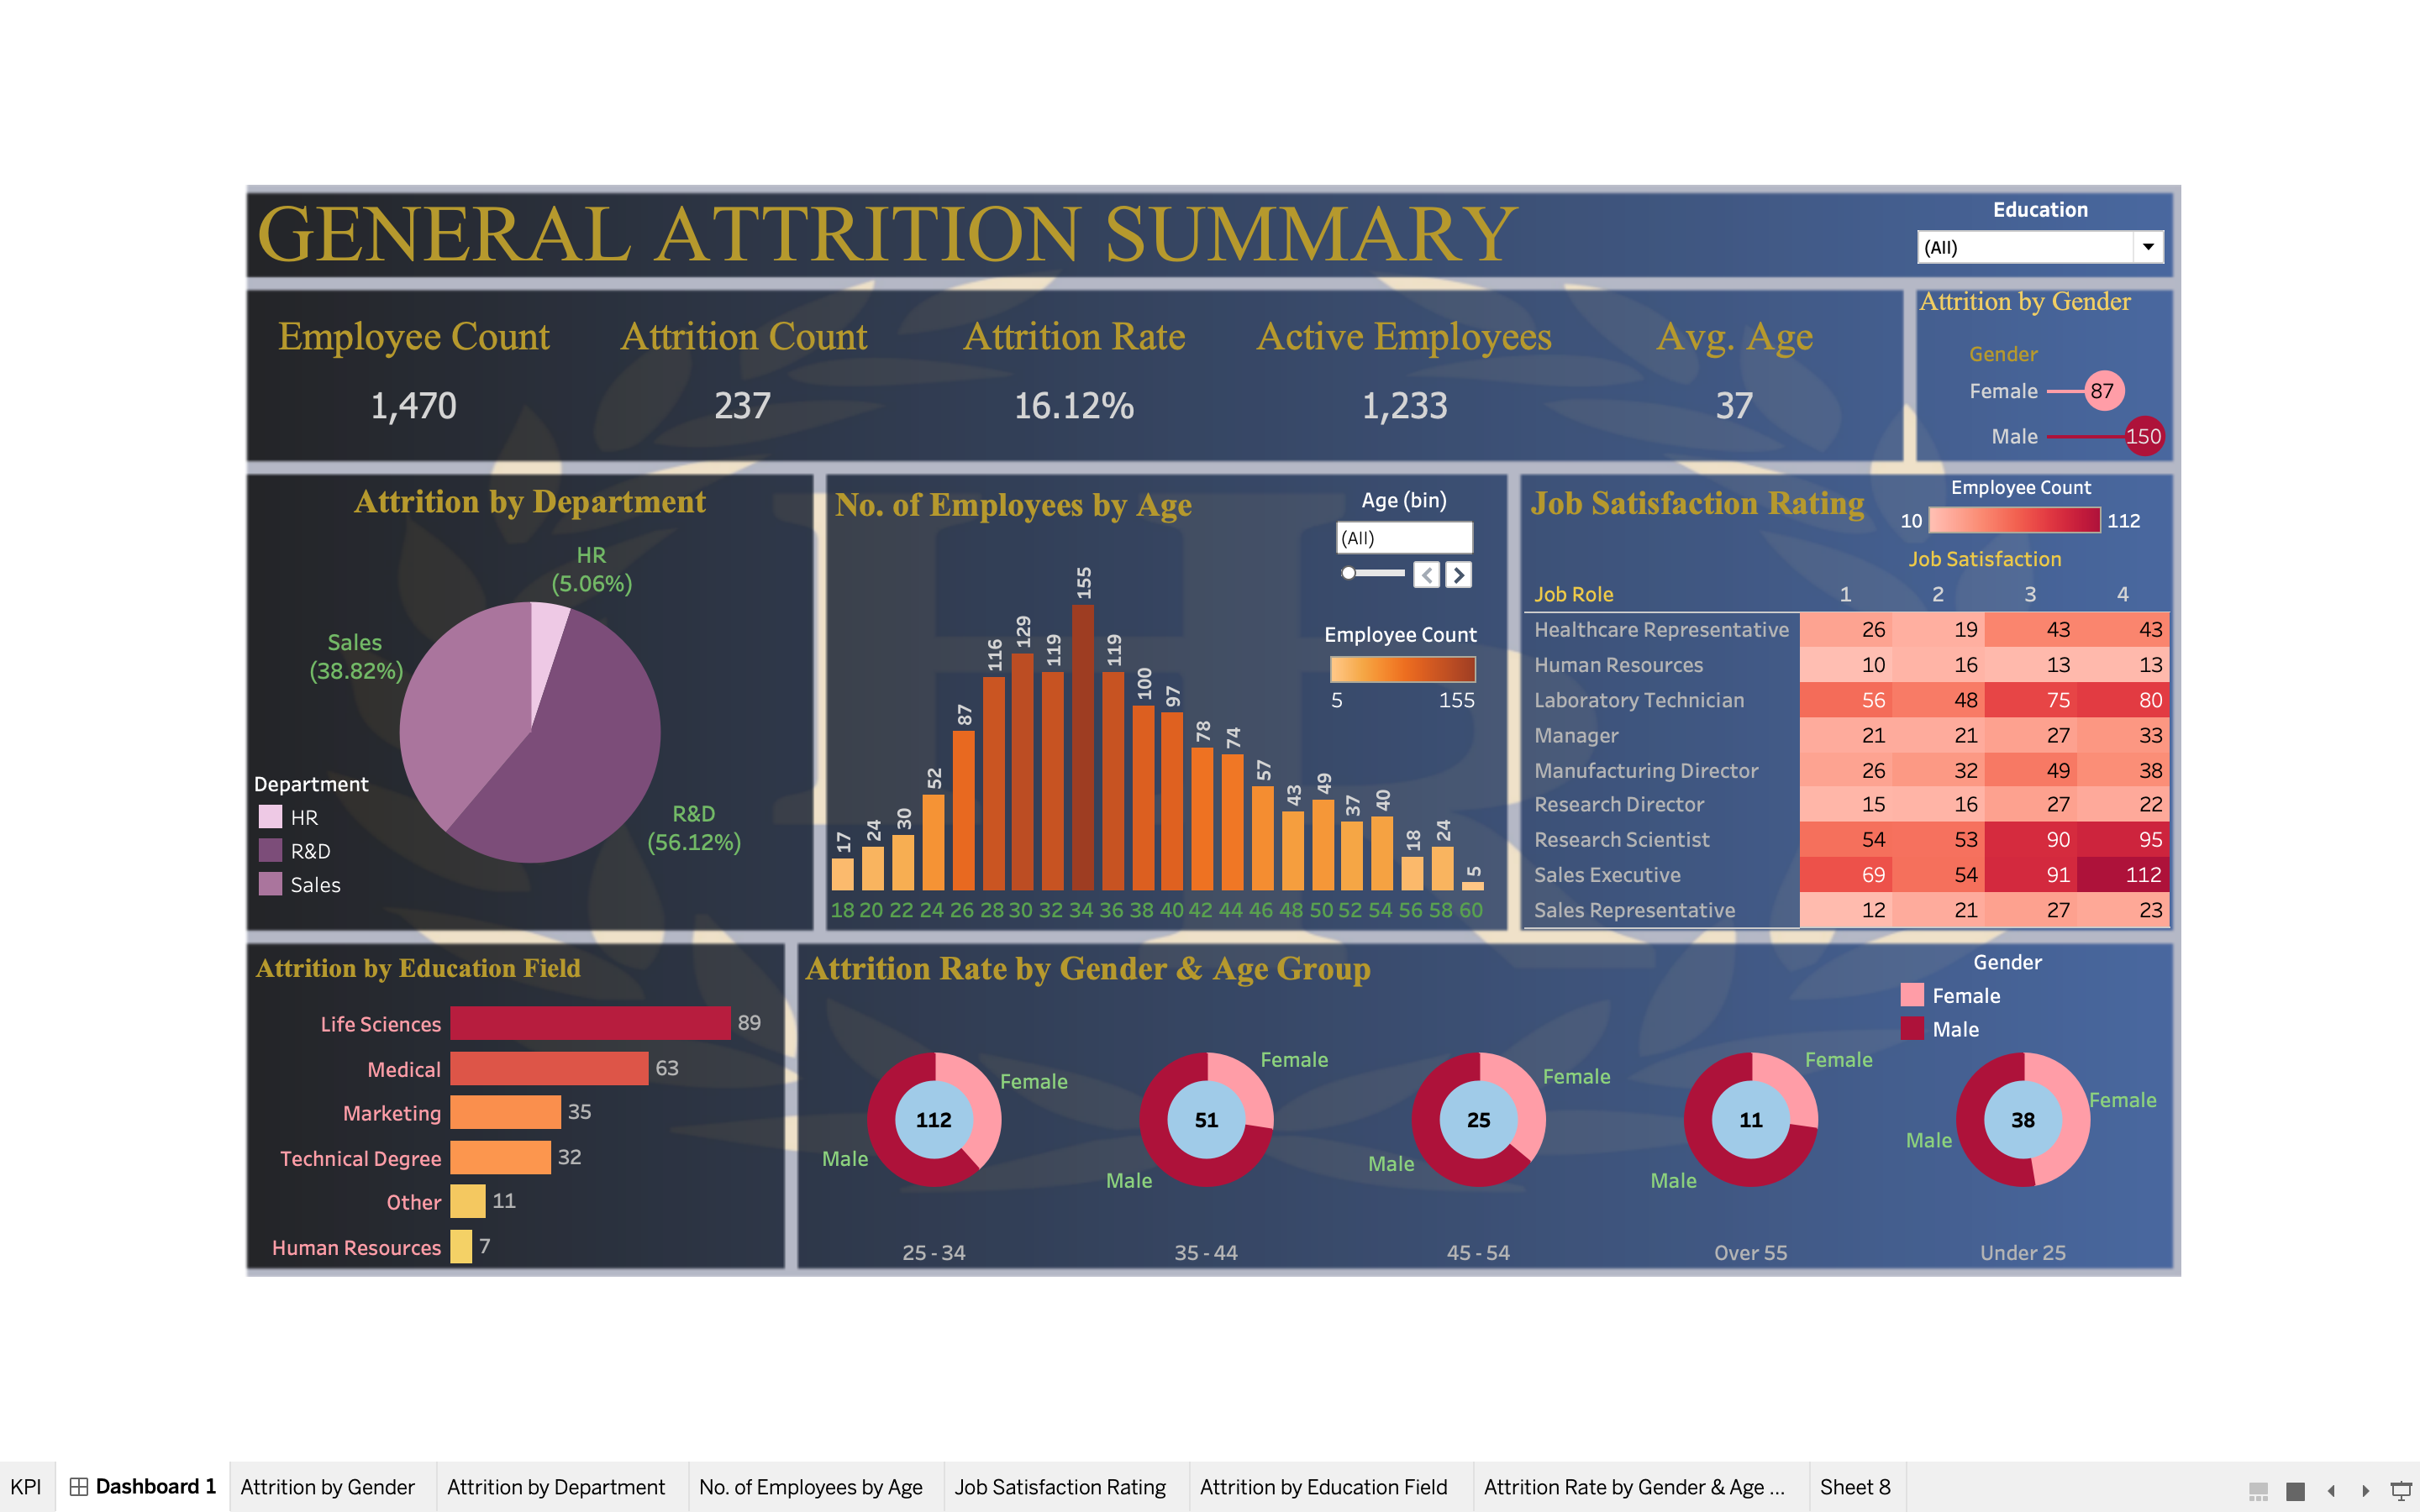 GENERAL ATTRITION SUMMARY
Education
(All)
Employee Count
Attrition Count
Attrition Rate
Active Employees
Avg. Age
1,470
237
16.12%
1,233
37
Attrition by Gender
Gender
Female 87
Male 150
Attrition by Department
HR
(5.06%)
Sales
(38.82%)
R&D
(56.12%)
Department
HR
R&D
Sales
No. of Employees by Age
Age (bin)
(All)
Employee Count
5 155
17 24 30 52 87 116 129 119 155 119 100 97 78 74 57 43 49 37 40 18 24 5
18 20 22 24 26 28 30 32 34 36 38 40 42 44 46 48 50 52 54 56 58 60
Job Satisfaction Rating
Employee Count
10 112
Job Satisfaction
Job Role 1 2 3 4
Healthcare Representative 26 19 43 43
Human Resources 10 16 13 13
Laboratory Technician 56 48 75 80
Manager 21 21 27 33
Manufacturing Director 26 32 49 38
Research Director 15 16 27 22
Research Scientist 54 53 90 95
Sales Executive 69 54 91 112
Sales Representative 12 21 27 23
Attrition by Education Field
Life Sciences 89
Medical 63
Marketing 35
Technical Degree 32
Other 11
Human Resources 7
Attrition Rate by Gender & Age Group
Gender
Female
Male
Female
112
Male
25 - 34
Female
51
Male
35 - 44
Female
25
Male
45 - 54
Female
11
Male
Over 55
Female
38
Male
Under 25
KPI
Dashboard 1
Attrition by Gender
Attrition by Department
No. of Employees by Age
Job Satisfaction Rating
Attrition by Education Field
Attrition Rate by Gender & Age ...
Sheet 8